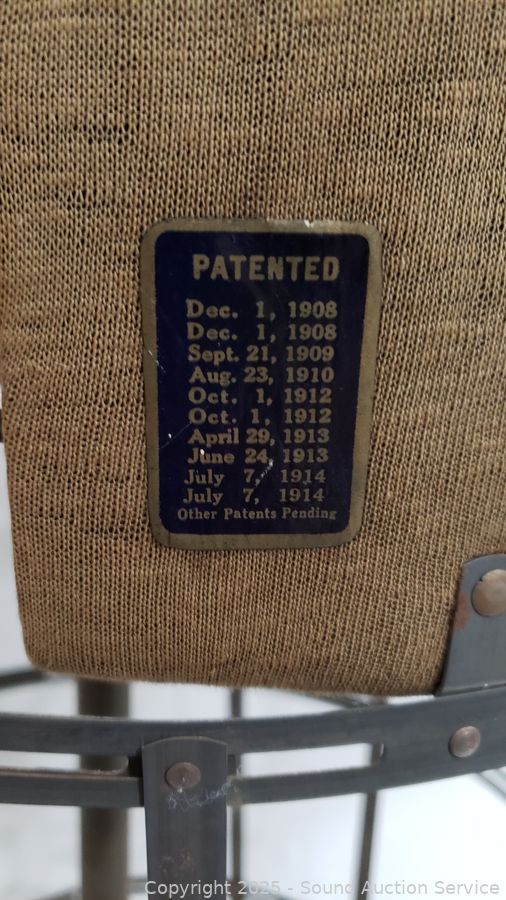 PATENTED
Dec. 1, 1908
Dec. 1, 1908
Sept. 21, 1909
Aug. 23, 1910
Oct. 1, 1912
Oct. 1, 1912
April 29, 1913
June 24, 1913
July 7, 1914
July 7, 1914
Other Patents Pending
Copyright 2025 - Sound Auction Service